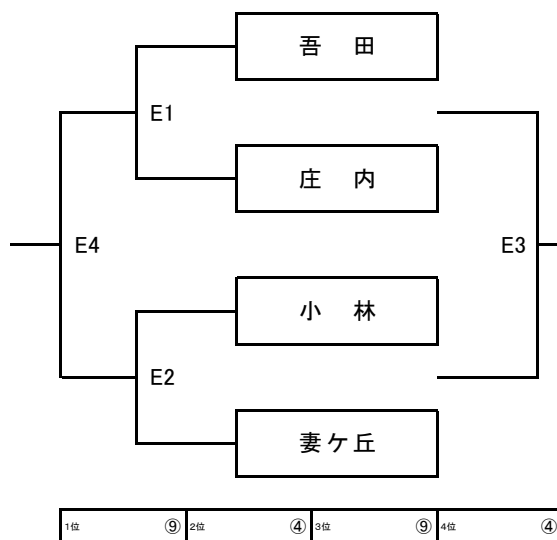 吾 田
E1
庄 内
E4
E3
小 林
E2
妻ケ丘
1位 ⑨ 2位 ④ 3位 ⑨ 4位 ④